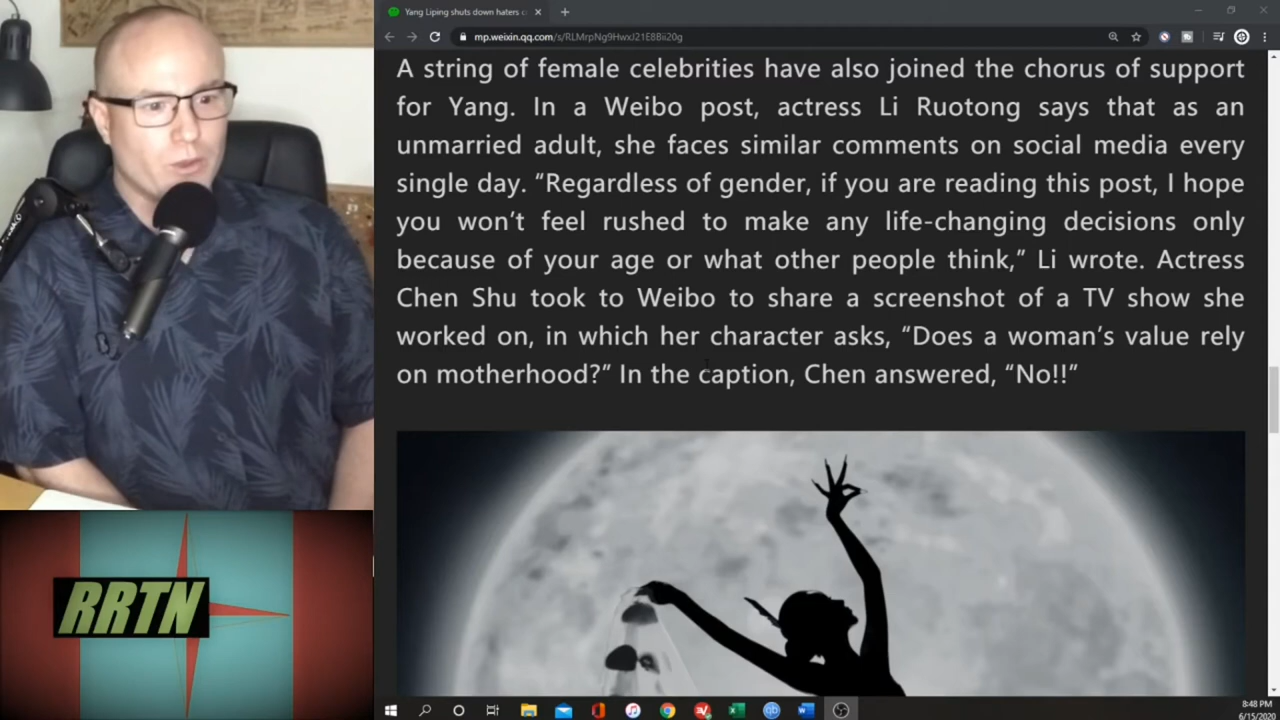 Yang Liping shuts down haters c
mp.weixin.qq.com/s/RLMrpNg9HwxJ21E8Bii20g
A string of female celebrities have also joined the chorus of support
for Yang. In a Weibo post, actress Li Ruotong says that as an
unmarried adult, she faces similar comments on social media every
single day. “Regardless of gender, if you are reading this post, I hope
you won’t feel rushed to make any life-changing decisions only
because of your age or what other people think,” Li wrote. Actress
Chen Shu took to Weibo to share a screenshot of a TV show she
worked on, in which her character asks, “Does a woman’s value rely
on motherhood?” In the caption, Chen answered, “No!!”
RRTN
8:48 PM
6/15/2020